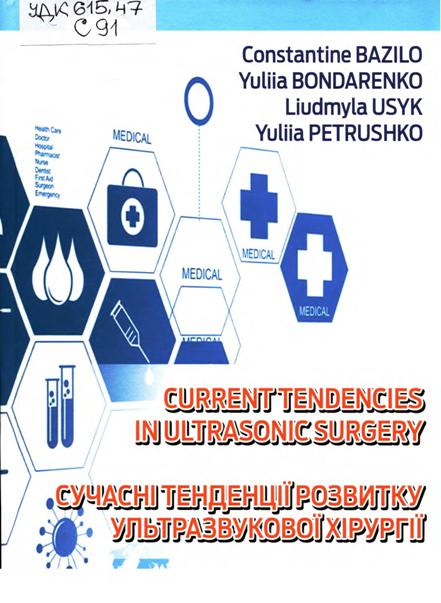 УДК 615.47
С 91
Constantine BAZILO
Yuliia BONDARENKO
Liudmyla USYK
Yuliia PETRUSHKO
Health Care
Doctor
Hospital
Pharmacist
Nurse
Dentist
First Aid
Surgeon
Emergency
MEDICAL
MEDICAL
MEDICAL
MEDICAL
MEDICAL
CURRENT TENDENCIES
IN ULTRASONIC SURGERY
СУЧАСНІ ТЕНДЕНЦІЇ РОЗВИТКУ
УЛЬТРАЗВУКОВОЇ ХІРУРГІЇ